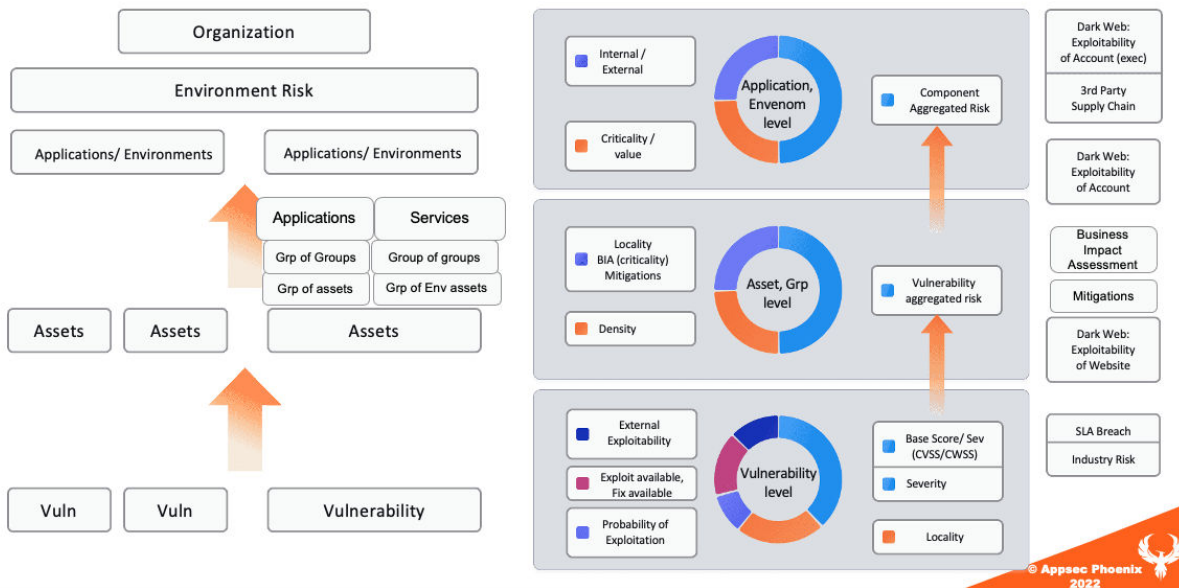 Organization
Environment Risk
Applications/ Environments
Applications/ Environments
Applications
Services
Grp of Groups
Group of groups
Grp of assets
Grp of Env assets
Assets
Assets
Assets
Vuln
Vuln
Vulnerability
Internal /
External
Criticality /
value
Application,
Envenom
level
Component
Aggregated Risk
Locality
BIA (criticality)
Mitigations
Density
Asset, Grp
level
Vulnerability
aggregated risk
External
Exploitability
Exploit available,
Fix available
Probability of
Exploitation
Vulnerability
level
Base Score/ Sev
(CVSS/CWSS)
Severity
Locality
Dark Web:
Exploitability
of Account (exec)
3rd Party
Supply Chain
Dark Web:
Exploitability
of Account
Business
Impact
Assessment
Mitigations
Dark Web:
Exploitability
of Website
SLA Breach
Industry Risk
© Appsec Phoenix
2022